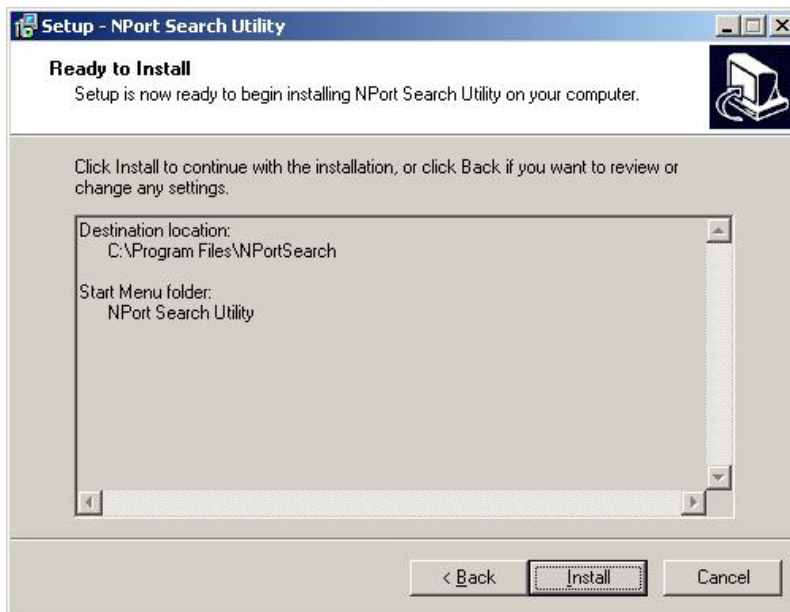 Setup - NPort Search Utility
Ready to Install
Setup is now ready to begin installing NPort Search Utility on your computer.
Click Install to continue with the installation, or click Back if you want to review or
change any settings.
Destination location:
C:\Program Files\NPortSearch
Start Menu folder:
NPort Search Utility
< Back
Install
Cancel